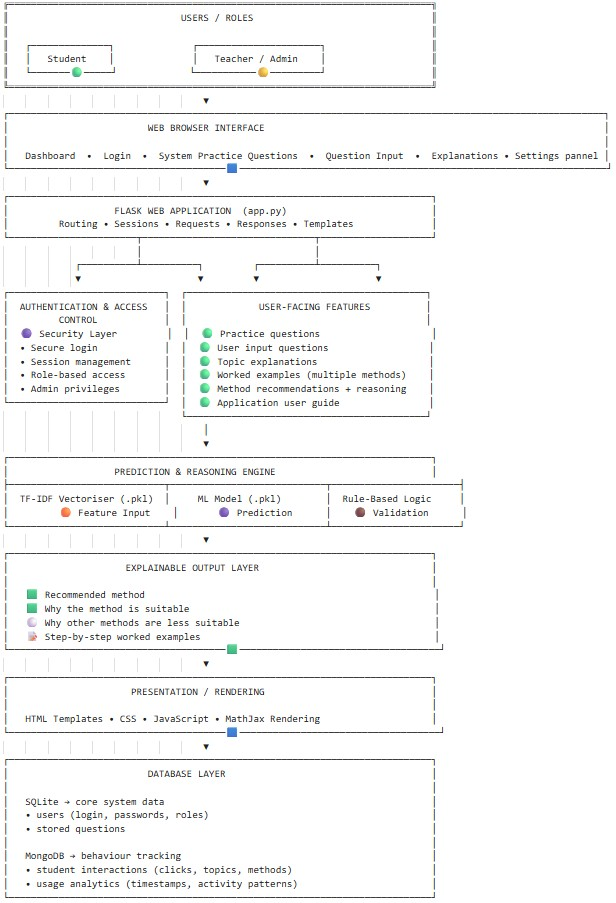 USERS / ROLES
Student
Teacher / Admin
WEB BROWSER INTERFACE
Dashboard • Login • System Practice Questions • Question Input • Explanations • Settings pannel
FLASK WEB APPLICATION (app.py)
Routing • Sessions • Requests • Responses • Templates
AUTHENTICATION & ACCESS
CONTROL
Security Layer
• Secure login
• Session management
• Role-based access
• Admin privileges
USER-FACING FEATURES
Practice questions
User input questions
Topic explanations
Worked examples (multiple methods)
Method recommendations + reasoning
Application user guide
PREDICTION & REASONING ENGINE
TF-IDF Vectoriser (.pkl)
Feature Input
ML Model (.pkl)
Prediction
Rule-Based Logic
Validation
EXPLAINABLE OUTPUT LAYER
Recommended method
Why the method is suitable
Why other methods are less suitable
Step-by-step worked examples
PRESENTATION / RENDERING
HTML Templates • CSS • JavaScript • MathJax Rendering
DATABASE LAYER
SQLite → core system data
• users (login, passwords, roles)
• stored questions
MongoDB → behaviour tracking
• student interactions (clicks, topics, methods)
• usage analytics (timestamps, activity patterns)